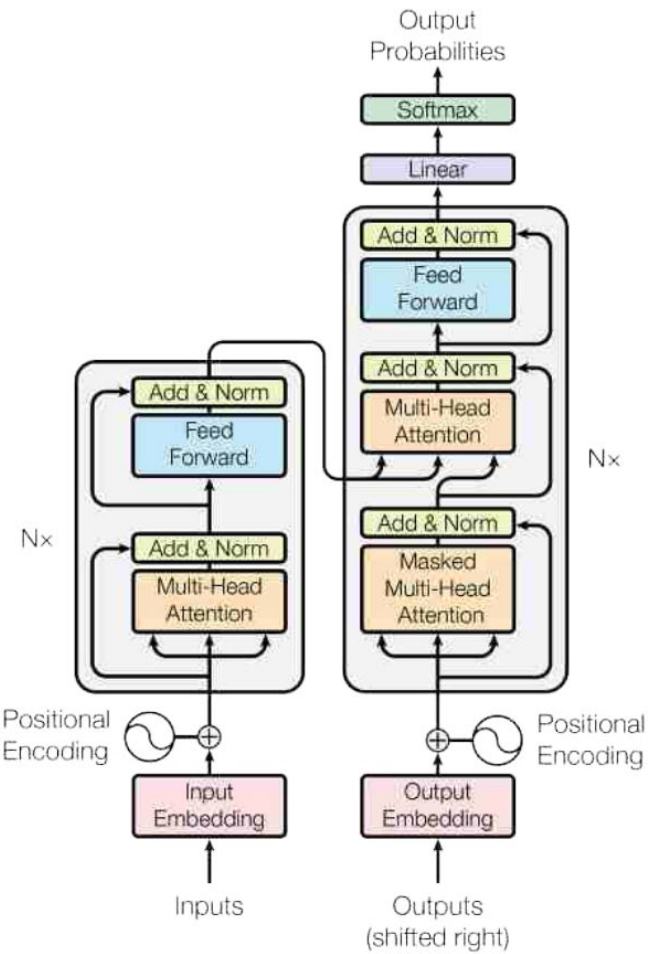 Output
Probabilities
Softmax
Linear
Add & Norm
Feed
Forward
Add & Norm
Multi-Head
Attention
Nx
Add & Norm
Masked
Multi-Head
Attention
Add & Norm
Feed
Forward
Nx
Add & Norm
Multi-Head
Attention
Positional
Encoding
Positional
Encoding
Input
Embedding
Output
Embedding
Inputs
Outputs
(shifted right)